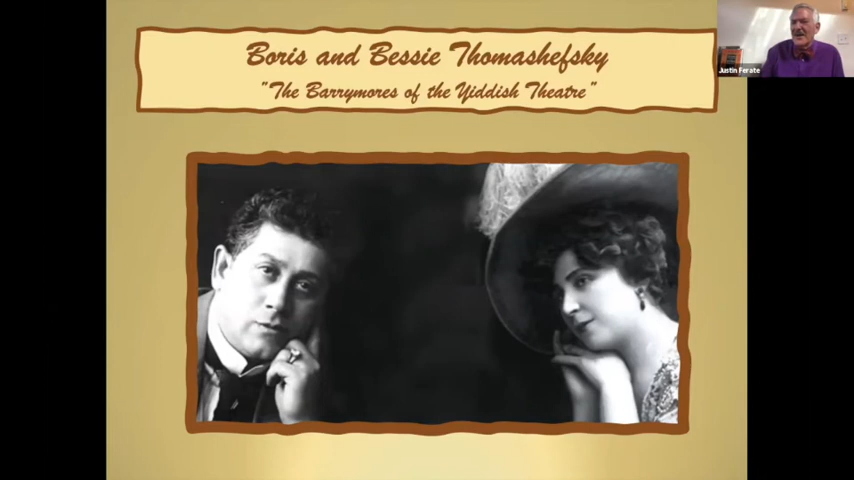 Boris and Bessie Thomashefsky
"The Barrymores of the Yiddish Theatre"
Justin Ferate